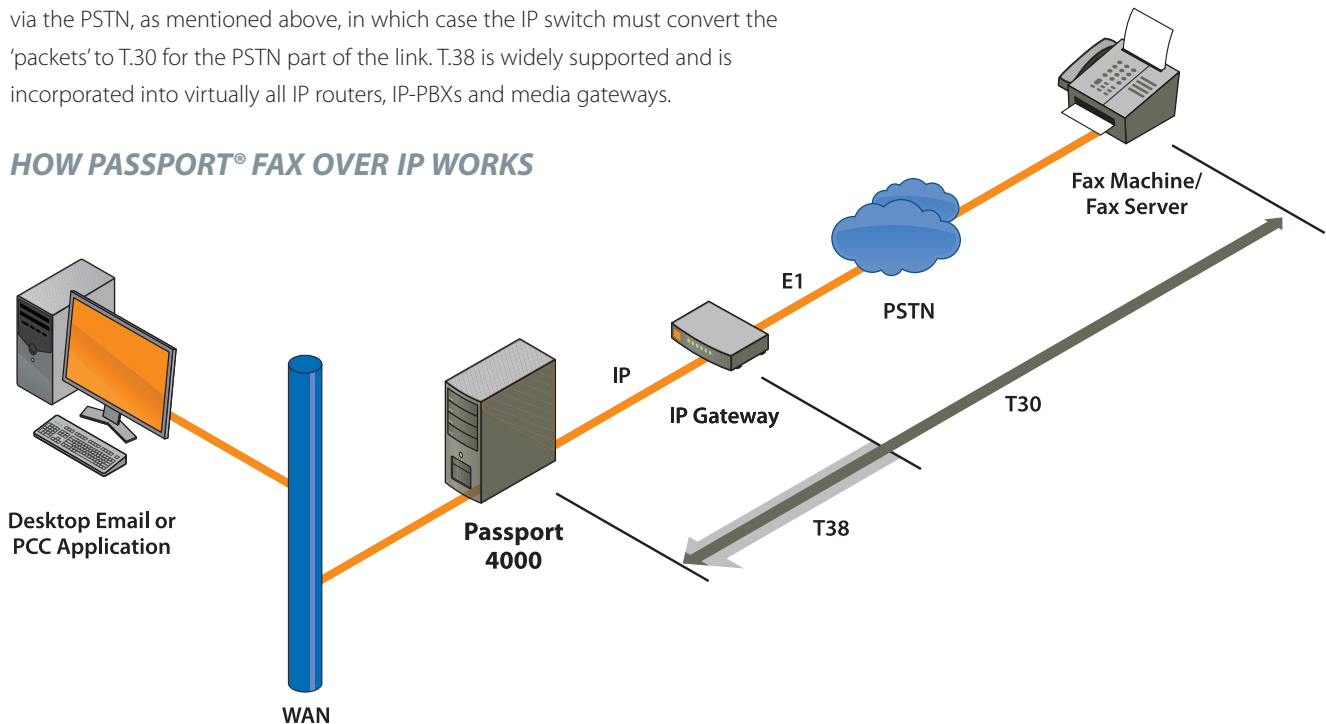 via the PSTN, as mentioned above, in which case the IP switch must convert the
‘packets’ to T.30 for the PSTN part of the link. T.38 is widely supported and is
incorporated into virtually all IP routers, IP-PBXs and media gateways.
HOW PASSPORT® FAX OVER IP WORKS
Fax Machine/
Fax Server
E1
PSTN
IP
IP Gateway
T30
Desktop Email or
PCC Application
Passport
4000
T38
WAN